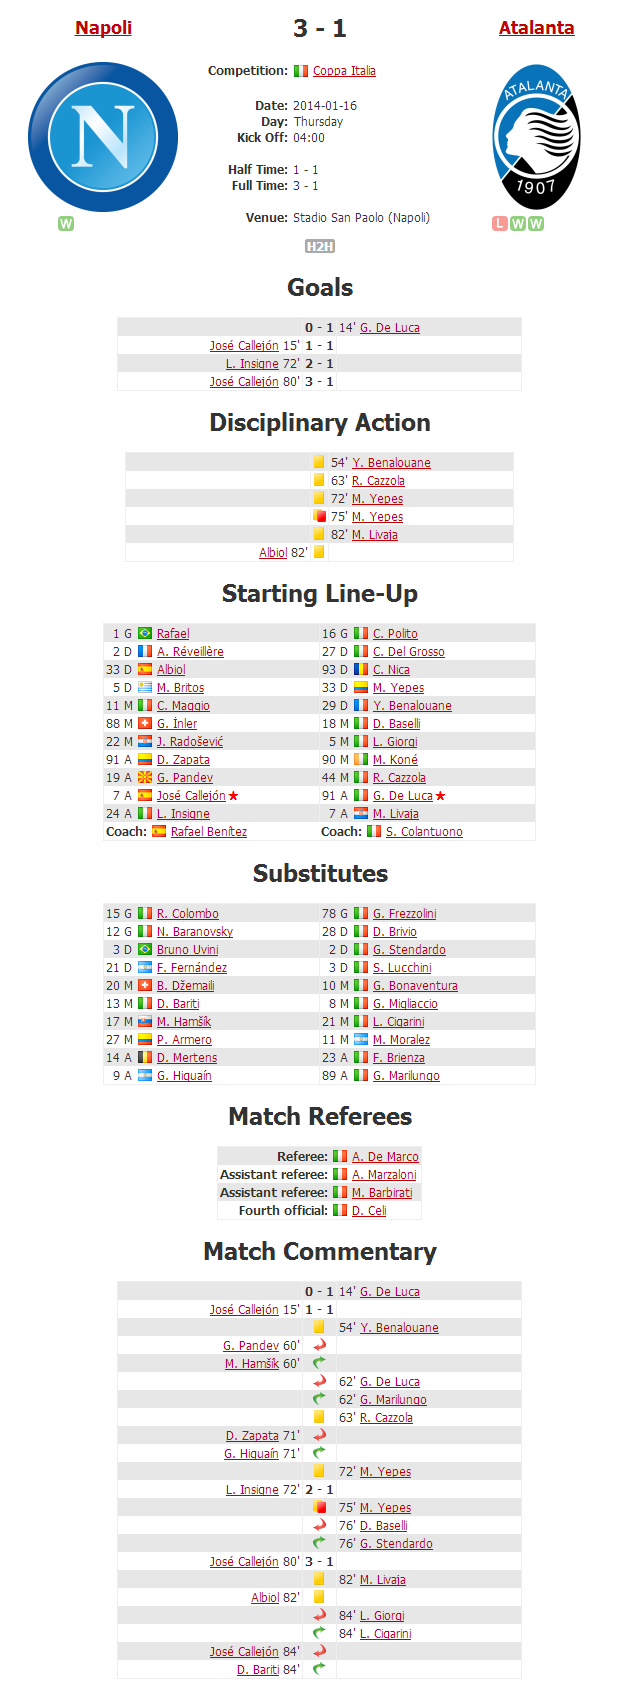 Napoli 3 - 1 Atalanta
Competition: Coppa Italia
N
ATALANTA
1907
Date: 2014-01-16
Day: Thursday
Kick Off: 04:00
Half Time: 1 - 1
Full Time: 3 - 1
Venue: Stadio San Paolo (Napoli)
W
L W W
H2H
Goals
0 - 1 14' G. De Luca
José Callejón 15' 1 - 1
L. Insigne 72' 2 - 1
José Callejón 80' 3 - 1
Disciplinary Action
54' Y. Benalouane
63' R. Cazzola
72' M. Yepes
75' M. Yepes
82' M. Livaja
Albiol 82'
Starting Line-Up
1 G Rafael 16 G C. Polito
2 D A. Réveillère 27 D C. Del Grosso
33 D Albiol 93 D C. Nica
5 D M. Britos 33 D M. Yepes
11 M C. Maggio 29 D Y. Benalouane
88 M G. İnler 18 M D. Baselli
22 M J. Radošević 5 M L. Giorgi
91 A D. Zapata 90 M M. Koné
19 A G. Pandev 44 M R. Cazzola
7 A José Callejón 91 A G. De Luca
24 A L. Insigne 7 A M. Livaja
Coach: Rafael Benítez Coach: S. Colantuono
Substitutes
15 G R. Colombo 78 G G. Frezzolini
12 G N. Baranovsky 28 D D. Brivio
3 D Bruno Uvini 2 D G. Stendardo
21 D F. Fernández 3 D S. Lucchini
20 M B. Džemaili 10 M G. Bonaventura
13 M D. Bariti 8 M G. Migliaccio
17 M M. Hamšík 21 M L. Cigarini
27 M P. Armero 11 M M. Moralez
14 A D. Mertens 23 A F. Brienza
9 A G. Higuaín 89 A G. Marilungo
Match Referees
Referee: A. De Marco
Assistant referee: A. Marzaloni
Assistant referee: M. Barbirati
Fourth official: D. Celi
Match Commentary
0 - 1 14' G. De Luca
José Callejón 15' 1 - 1
54' Y. Benalouane
G. Pandev 60'
M. Hamšík 60'
62' G. De Luca
62' G. Marilungo
63' R. Cazzola
D. Zapata 71'
G. Higuaín 71'
72' M. Yepes
L. Insigne 72' 2 - 1
75' M. Yepes
76' D. Baselli
76' G. Stendardo
José Callejón 80' 3 - 1
82' M. Livaja
Albiol 82'
84' L. Giorgi
84' L. Cigarini
José Callejón 84'
D. Bariti 84'